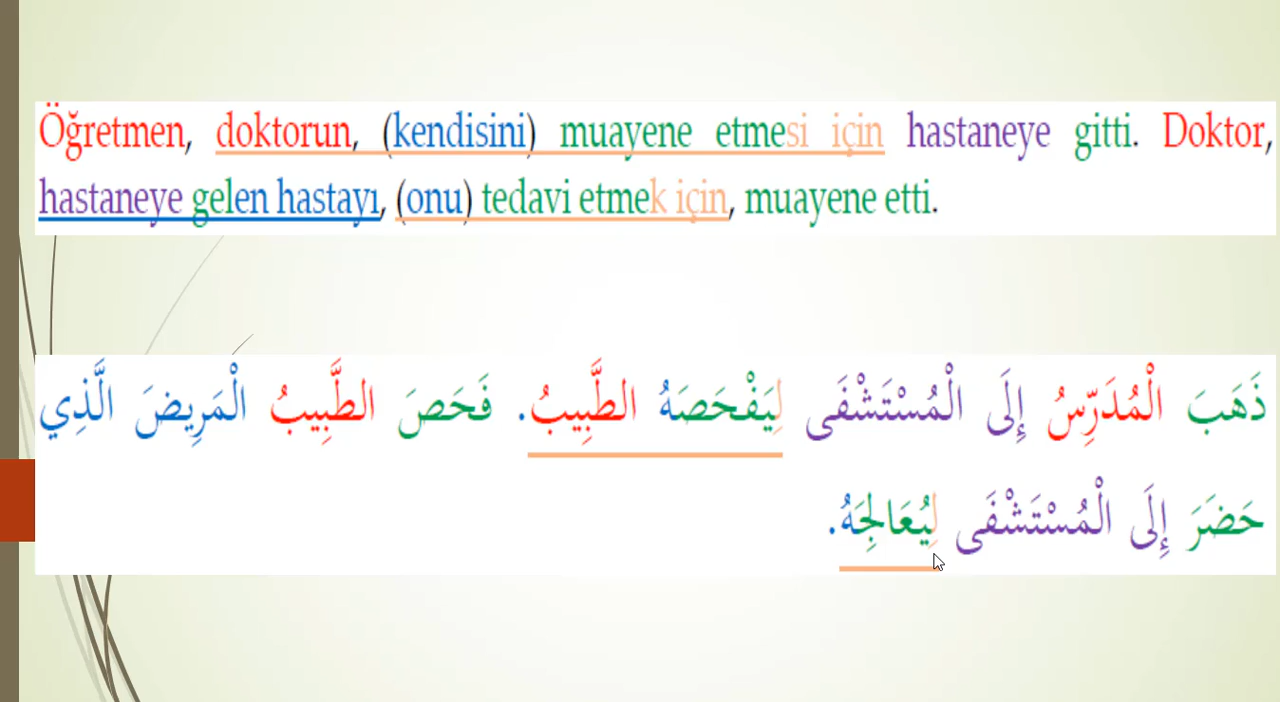 Öğretmen, doktorun, (kendisini) muayene etmesi için hastaneye gitti. Doktor,
hastaneye gelen hastayı, (onu) tedavi etmek için, muayene etti.
ذَهَبَ الْمُدَرِّسُ إِلَى الْمُسْتَشْفَى لِيَفْحَصَهُ الطَّبِيبُ. فَحَصَ الطَّبِيبُ الْمَرِيضَ الَّذِي
حَضَرَ إِلَى الْمُسْتَشْفَى لِيُعَالِجَهُ.